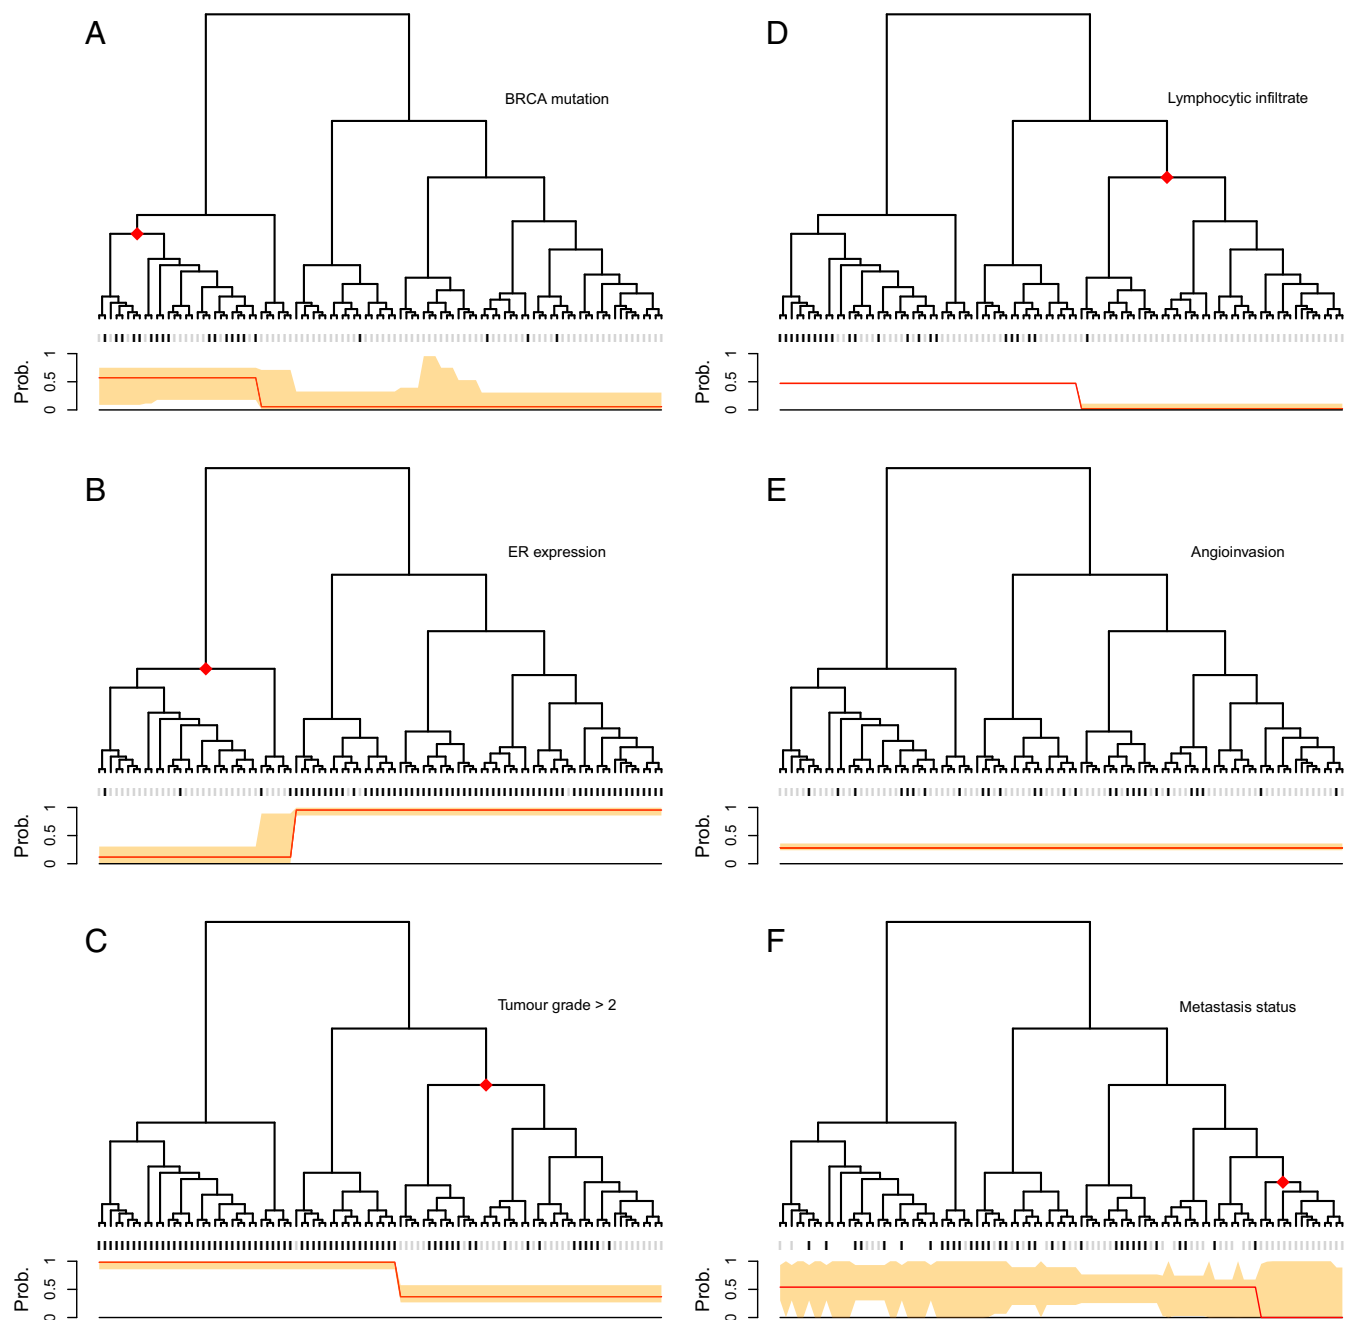 A
BRCA mutation
Prob.
0 0.5 1
B
ER expression
Prob.
0 0.5 1
C
Tumour grade > 2
Prob.
0 0.5 1
D
Lymphocytic infiltrate
Prob.
0 0.5 1
E
Angioinvasion
Prob.
0 0.5 1
F
Metastasis status
Prob.
0 0.5 1